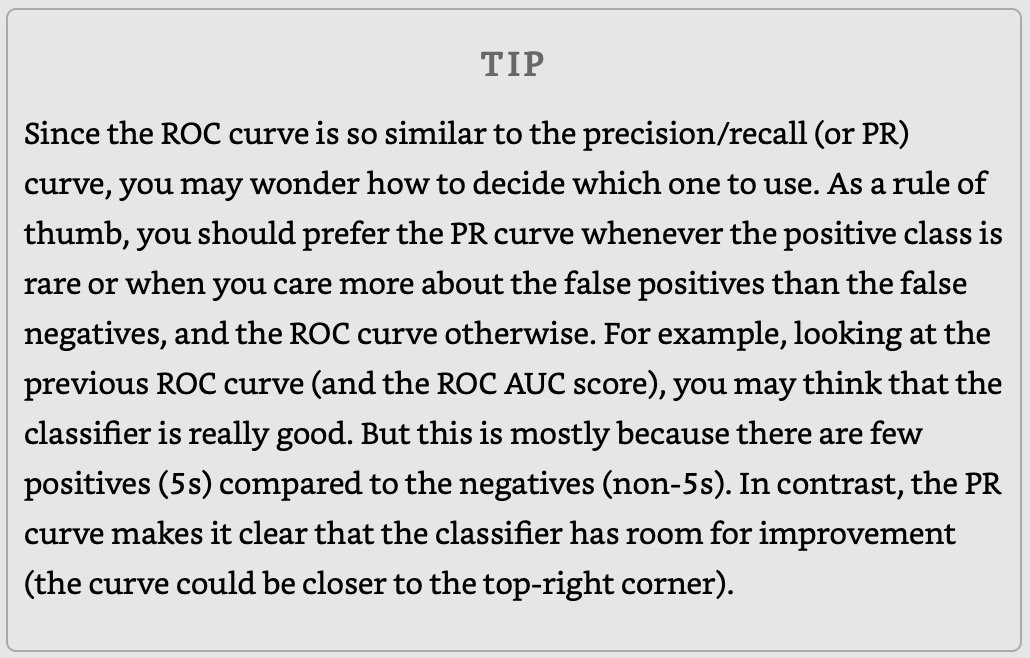 TIP
Since the ROC curve is so similar to the precision/recall (or PR)
curve, you may wonder how to decide which one to use. As a rule of
thumb, you should prefer the PR curve whenever the positive class is
rare or when you care more about the false positives than the false
negatives, and the ROC curve otherwise. For example, looking at the
previous ROC curve (and the ROC AUC score), you may think that the
classifier is really good. But this is mostly because there are few
positives (5s) compared to the negatives (non-5s). In contrast, the PR
curve makes it clear that the classifier has room for improvement
(the curve could be closer to the top-right corner).